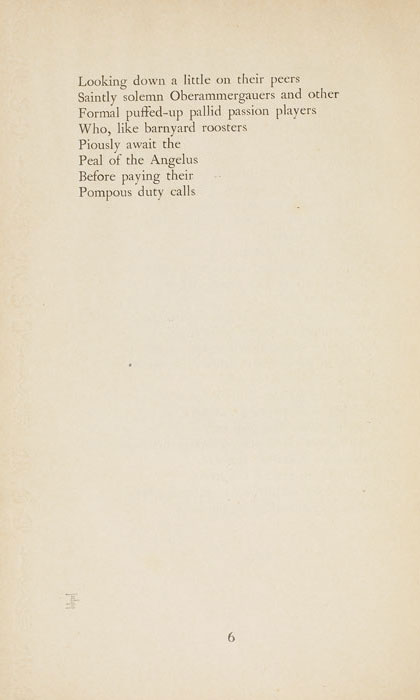 Looking down a little on their peers
Saintly solemn Oberammergauers and other
Formal puffed-up pallid passion players
Who, like barnyard roosters
Piously await the
Peal of the Angelus
Before paying their
Pompous duty calls
6